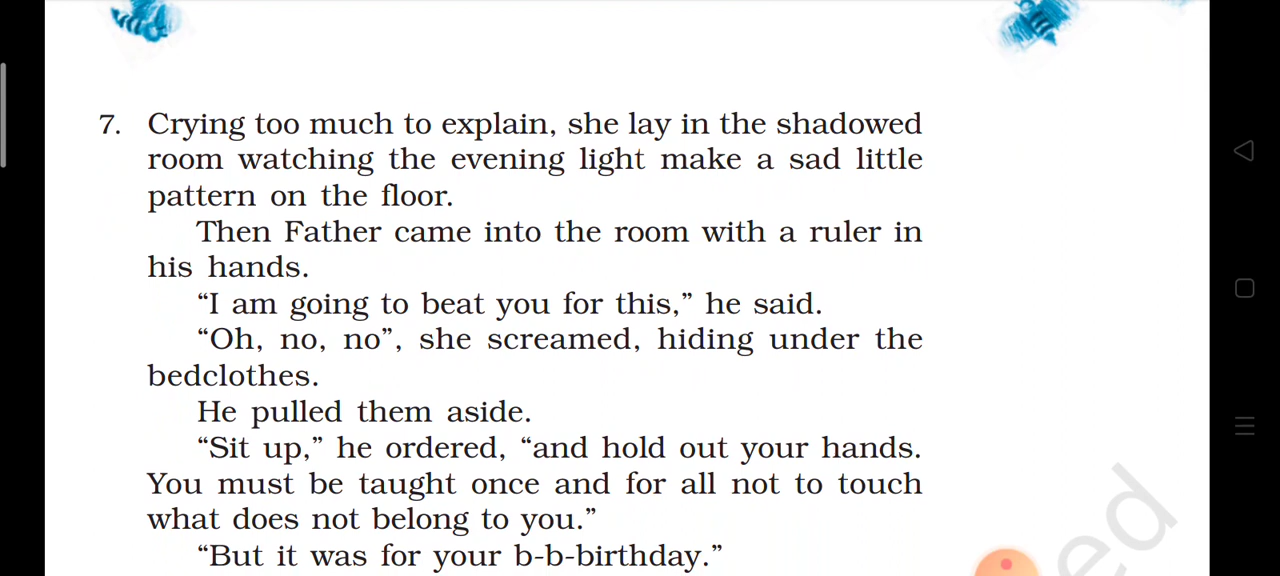 7. Crying too much to explain, she lay in the shadowed
room watching the evening light make a sad little
pattern on the floor.
Then Father came into the room with a ruler in
his hands.
“I am going to beat you for this,” he said.
“Oh, no, no”, she screamed, hiding under the
bedclothes.
He pulled them aside.
“Sit up,” he ordered, “and hold out your hands.
You must be taught once and for all not to touch
what does not belong to you.”
“But it was for your b-b-birthday.”
ed